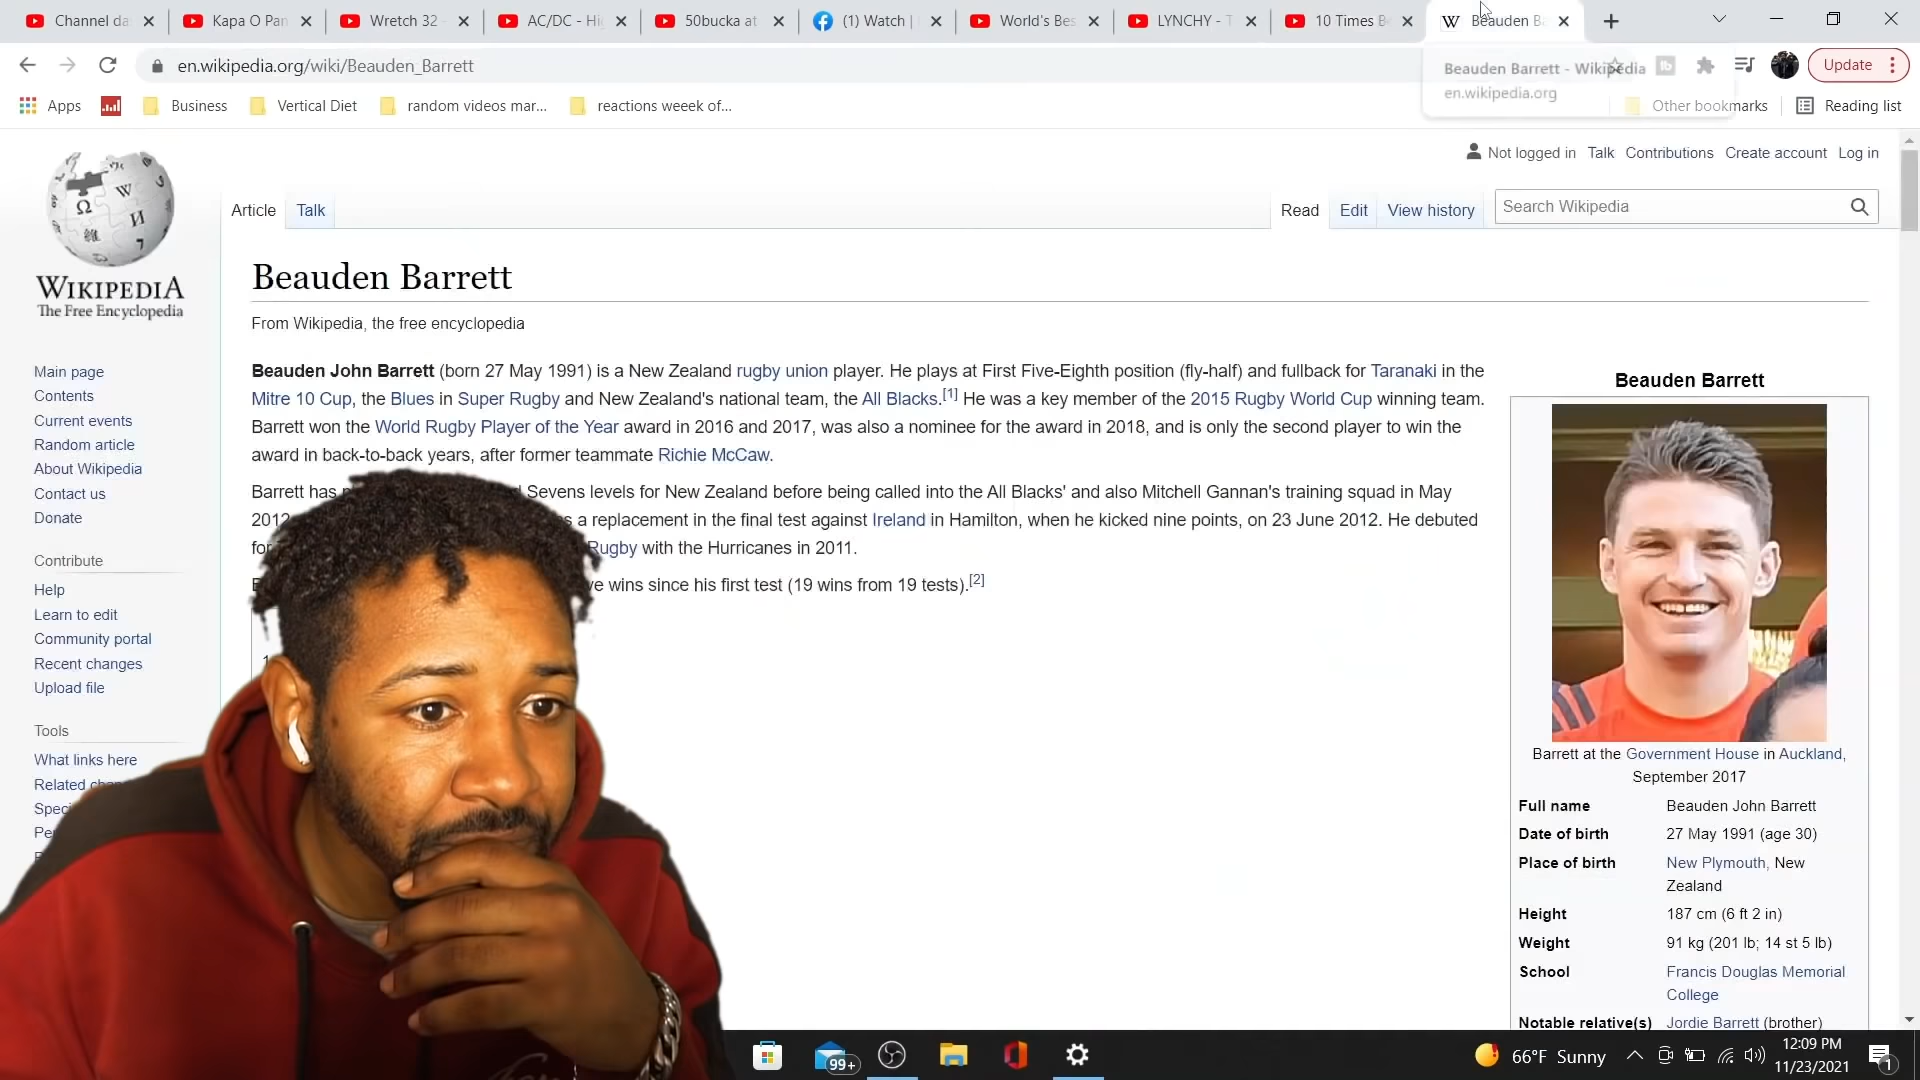 Channel da
Kapa O Pan
Wretch 32 -
AC/DC - Hi
50bucka at
(1) Watch |
World's Bes
LYNCHY - T
10 Times B
Beauden Ba
en.wikipedia.org/wiki/Beauden_Barrett
Update
Beauden Barrett - Wikipedia
en.wikipedia.org
Apps
Business
Vertical Diet
random videos mar...
reactions weeek of...
Other bookmarks
Reading list
Not logged in Talk Contributions Create account Log in
WIKIPEDIA
The Free Encyclopedia
Article Talk
Read Edit View history
Search Wikipedia
Main page
Contents
Current events
Random article
About Wikipedia
Contact us
Donate
Contribute
Help
Learn to edit
Community portal
Recent changes
Upload file
Tools
What links here
Related
Beauden Barrett
From Wikipedia, the free encyclopedia
Beauden John Barrett (born 27 May 1991) is a New Zealand rugby union player. He plays at First Five-Eighth position (fly-half) and fullback for Taranaki in the
Mitre 10 Cup, the Blues in Super Rugby and New Zealand's national team, the All Blacks.[1] He was a key member of the 2015 Rugby World Cup winning team.
Barrett won the World Rugby Player of the Year award in 2016 and 2017, was also a nominee for the award in 2018, and is only the second player to win the
award in back-to-back years, after former teammate Richie McCaw.
Barrett has Sevens levels for New Zealand before being called into the All Blacks' and also Mitchell Gannan's training squad in May
2012 a replacement in the final test against Ireland in Hamilton, when he kicked nine points, on 23 June 2012. He debuted
for Rugby with the Hurricanes in 2011.
wins since his first test (19 wins from 19 tests).[2]
Beauden Barrett
Barrett at the Government House in Auckland,
September 2017
Full name Beauden John Barrett
Date of birth 27 May 1991 (age 30)
Place of birth New Plymouth, New
Zealand
Height 187 cm (6 ft 2 in)
Weight 91 kg (201 lb; 14 st 5 lb)
School Francis Douglas Memorial
College
Notable relative(s) Jordie Barrett (brother)
99+
66°F Sunny
12:09 PM
11/23/2021
1